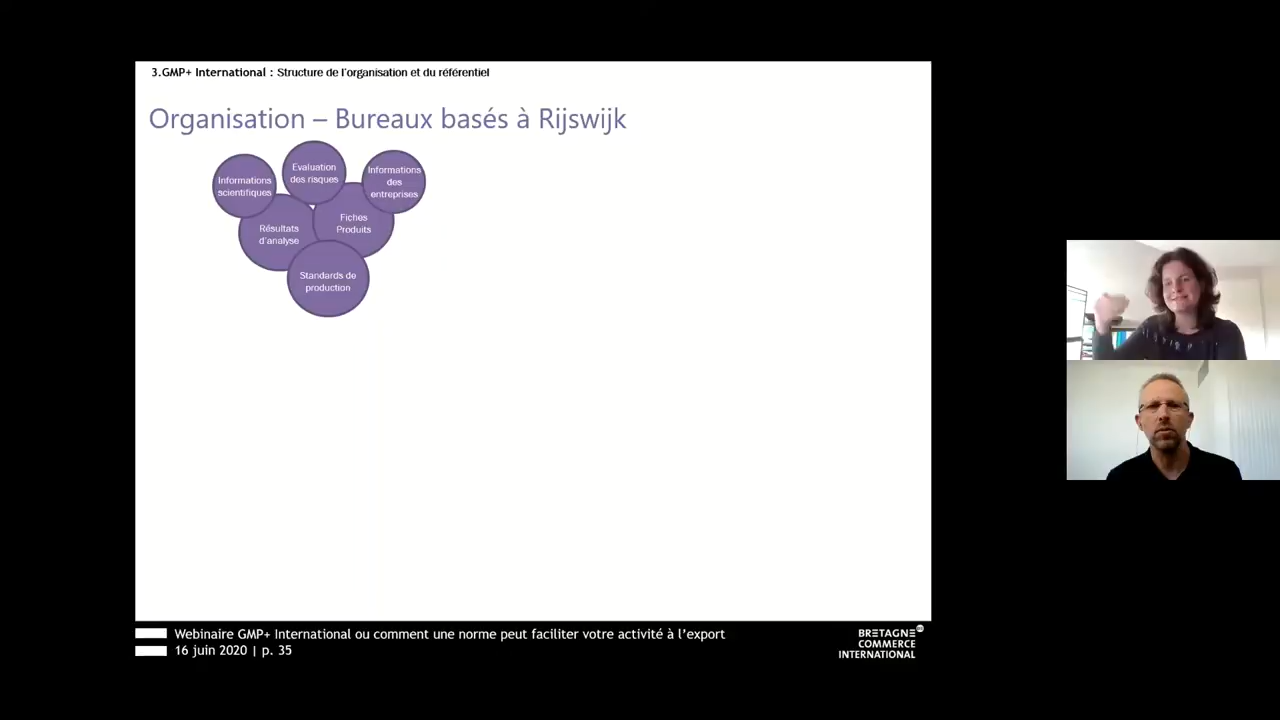 3.GMP+ International : Structure de l'organisation et du référentiel
Organisation – Bureaux basés à Rijswijk
Informations
scientifiques
Evaluation
des risques
Informations
des
entreprises
Résultats
d'analyse
Fiches
Produits
Standards de
production
Webinaire GMP+ International ou comment une norme peut faciliter votre activité à l'export
16 juin 2020 | p. 35
BRETAGNE
COMMERCE
INTERNATIONAL